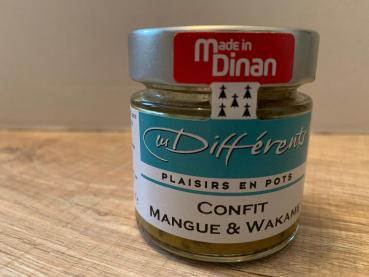 Made in
Dinan
Différents
PLAISIRS EN POTS
CONFIT
MANGUE & WAKAME